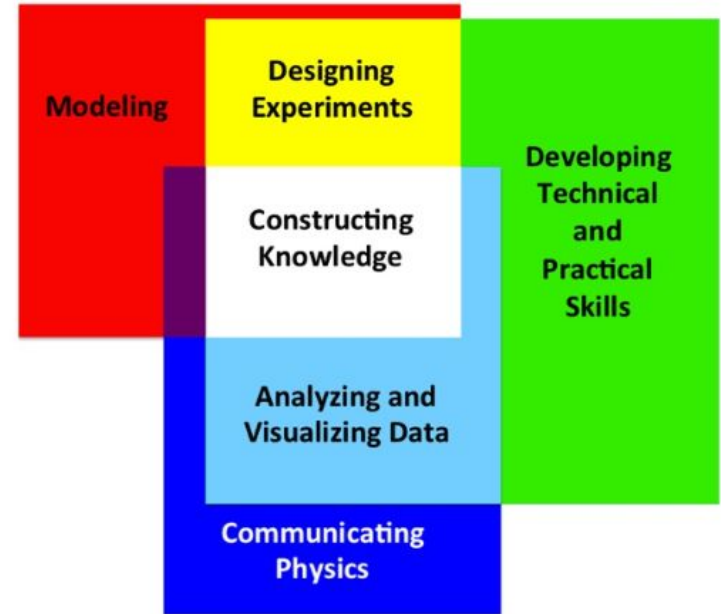 Modeling
Designing
Experiments
Developing
Technical
and
Practical
Skills
Constructing
Knowledge
Analyzing and
Visualizing Data
Communicating
Physics